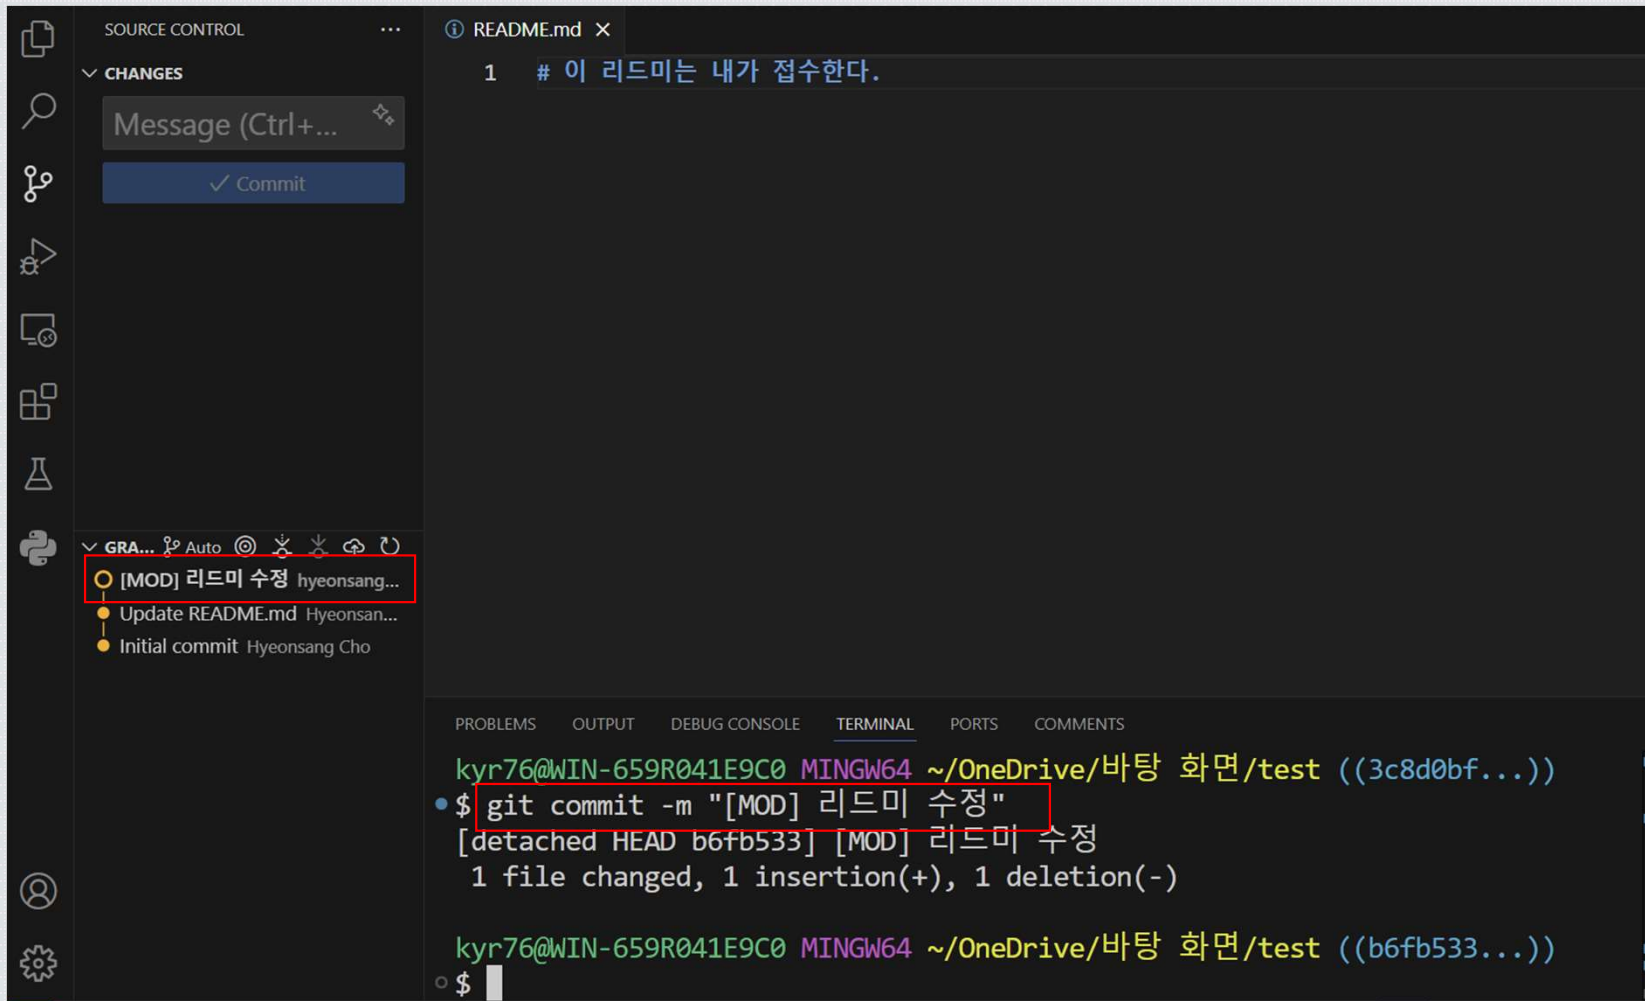 SOURCE CONTROL ...
CHANGES
Message (Ctrl+...
Commit
GRA... Auto
[MOD] 리드미 수정 hyeonsang...
Update README.md Hyeonsan...
Initial commit Hyeonsang Cho
README.md
1 # 이 리드미는 내가 접수한다.
PROBLEMS OUTPUT DEBUG CONSOLE TERMINAL PORTS COMMENTS
kyr76@WIN-659R041E9C0 MINGW64 ~/OneDrive/바탕 화면/test ((3c8d0bf...))
$ git commit -m "[MOD] 리드미 수정"
[detached HEAD b6fb533] [MOD] 리드미 수정
1 file changed, 1 insertion(+), 1 deletion(-)
kyr76@WIN-659R041E9C0 MINGW64 ~/OneDrive/바탕 화면/test ((b6fb533...))
$